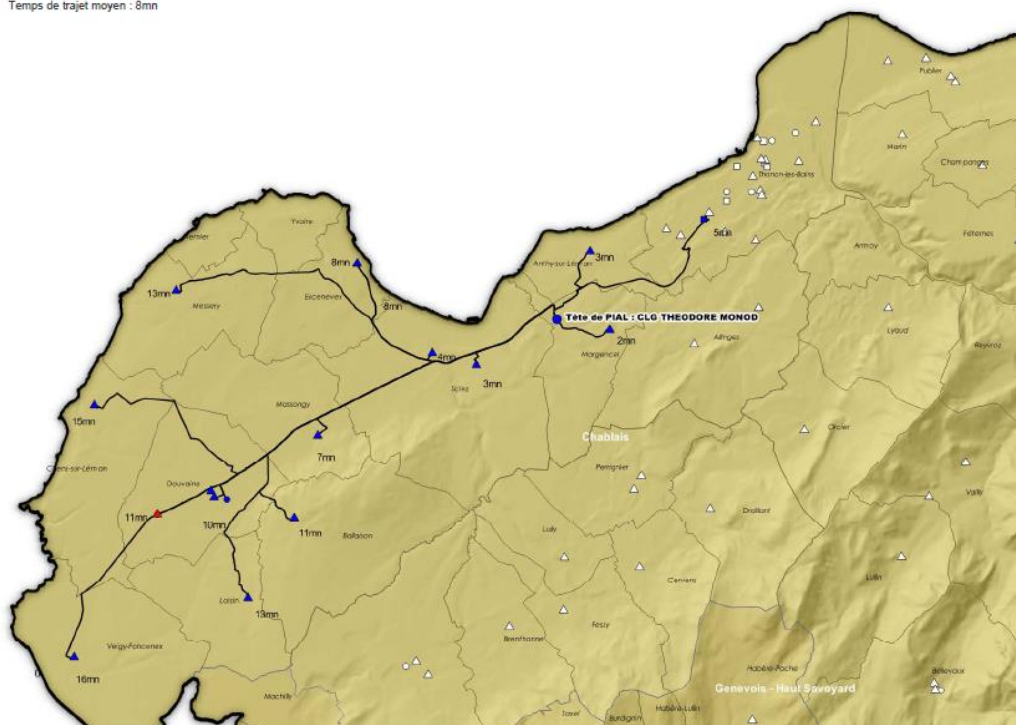 Temps de trajet moyen : 8mn
Publier
Marin
Champanges
Thonon-les-Bains
Yvoire
5mn
Féternes
8mn
Anthy-sur-Léman
3mn
Armoy
13mn
Messery
Excenevex
8mn
Tête de PIAL : CLG THEODORE MONOD
2mn
Lyaud
Allinges
Reyvroz
4mn
Margencel
3mn
Sciez
Massongy
15mn
7mn
Chablais
Orcier
Perrignier
Chens-sur-Léman
Douvaine
Vailly
11mn
10mn
11mn
Draillant
Ballaison
Lully
Lullin
Cervens
Loisin
13mn
Fessy
Brenthonne
Veigy-Foncenex
Habère-Poche
16mn
Bellevaux
Genevois - Haut Savoyard
Machilly
Habère-Lullin
Burdignin